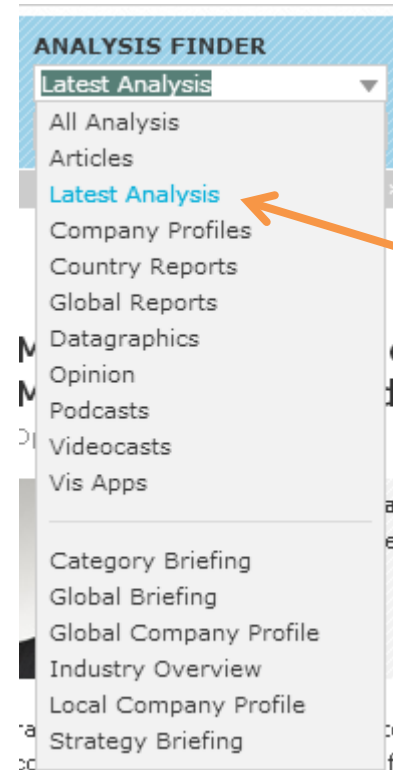 ANALYSIS FINDER
Latest Analysis
All Analysis
Articles
Latest Analysis
Company Profiles
Country Reports
Global Reports
Datagraphics
Opinion
Podcasts
Videocasts
Vis Apps
Category Briefing
Global Briefing
Global Company Profile
Industry Overview
Local Company Profile
Strategy Briefing